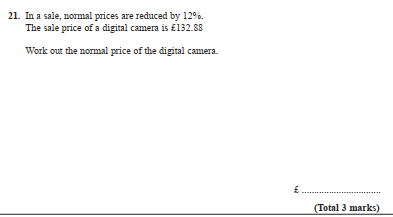 21. In a sale, normal prices are reduced by 12%.
The sale price of a digital camera is £132.88
Work out the normal price of the digital camera.
£ ................................
(Total 3 marks)